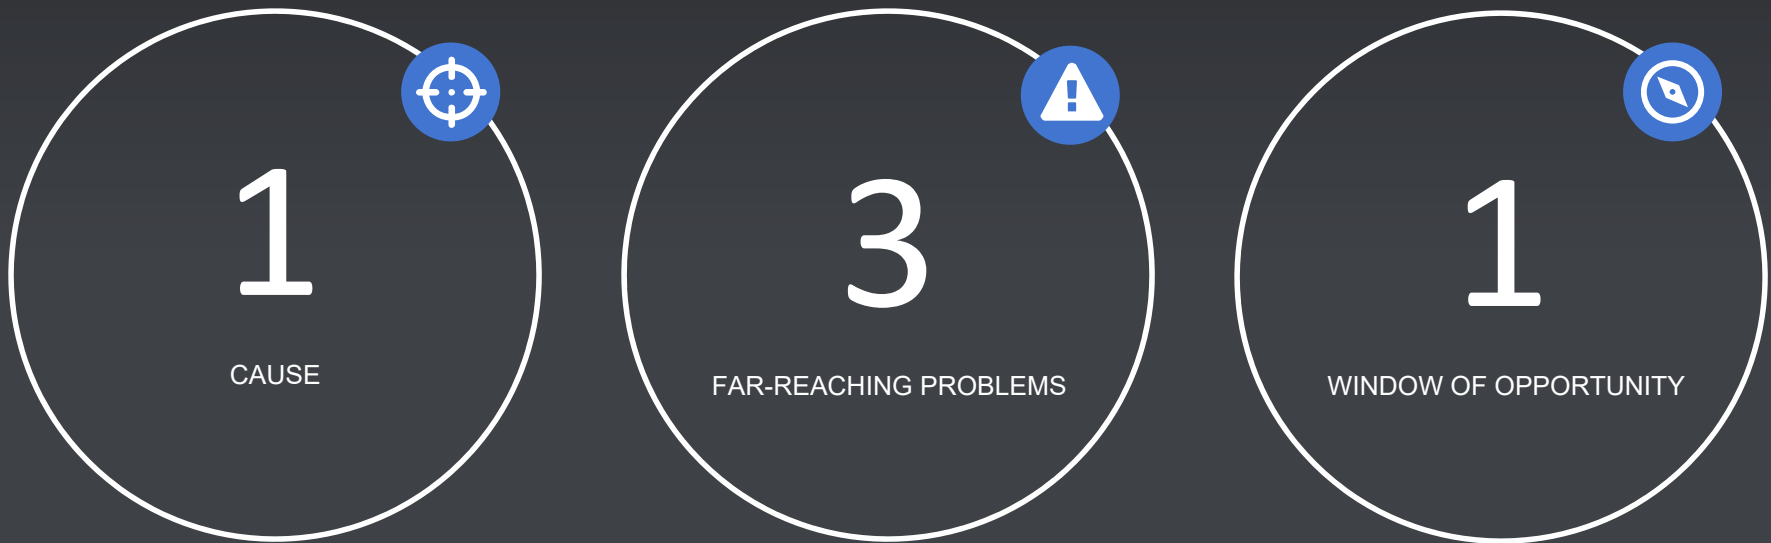 1
CAUSE
3
FAR-REACHING PROBLEMS
1
WINDOW OF OPPORTUNITY